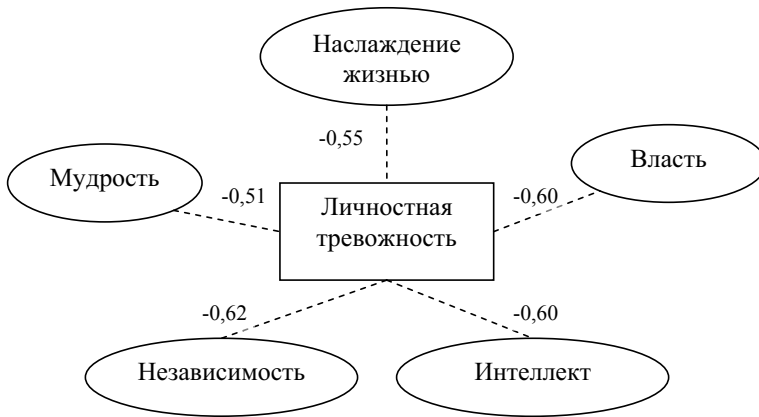 Наслаждение
жизнью
-0,55
Власть
Мудрость
-0,51
-0,60
Личностная
тревожность
-0,62
-0,60
Независимость
Интеллект